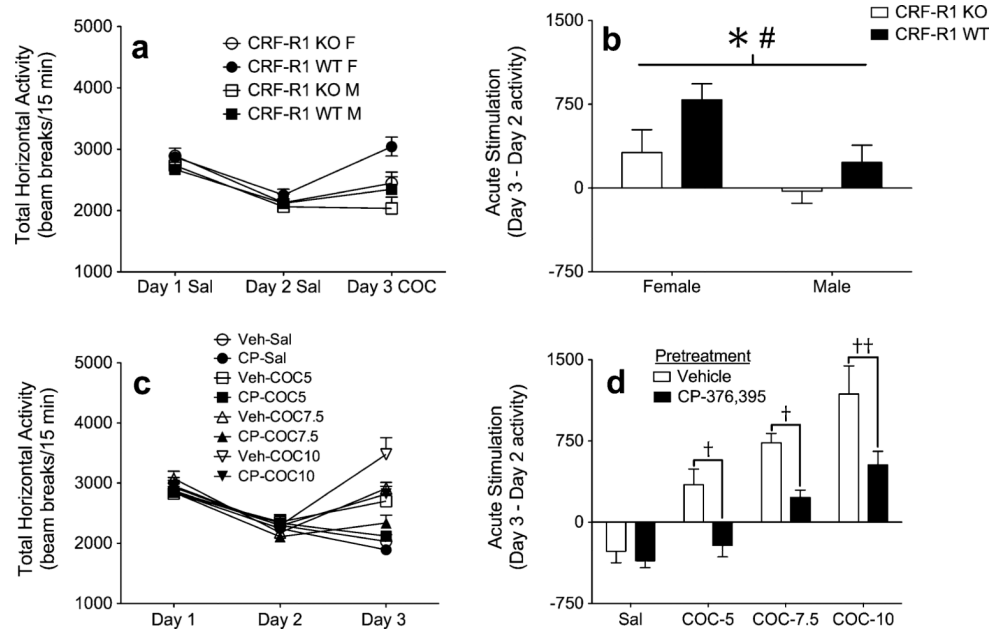 a
Total Horizontal Activity
(beam breaks/15 min)
5000
4000
3000
2000
1000
CRF-R1 KO F
CRF-R1 WT F
CRF-R1 KO M
CRF-R1 WT M
Day 1 Sal
Day 2 Sal
Day 3 COC
b
CRF-R1 KO
CRF-R1 WT
Acute Stimulation
(Day 3 - Day 2 activity)
1500
750
0
-750
* #
Female
Male
c
Total Horizontal Activity
(beam breaks/15 min)
5000
4000
3000
2000
1000
Veh-Sal
CP-Sal
Veh-COC5
CP-COC5
Veh-COC7.5
CP-COC7.5
Veh-COC10
CP-COC10
Day 1
Day 2
Day 3
d
Pretreatment
Vehicle
CP-376,395
Acute Stimulation
(Day 3 - Day 2 activity)
1500
750
0
-750
†
†
††
Sal
COC-5
COC-7.5
COC-10